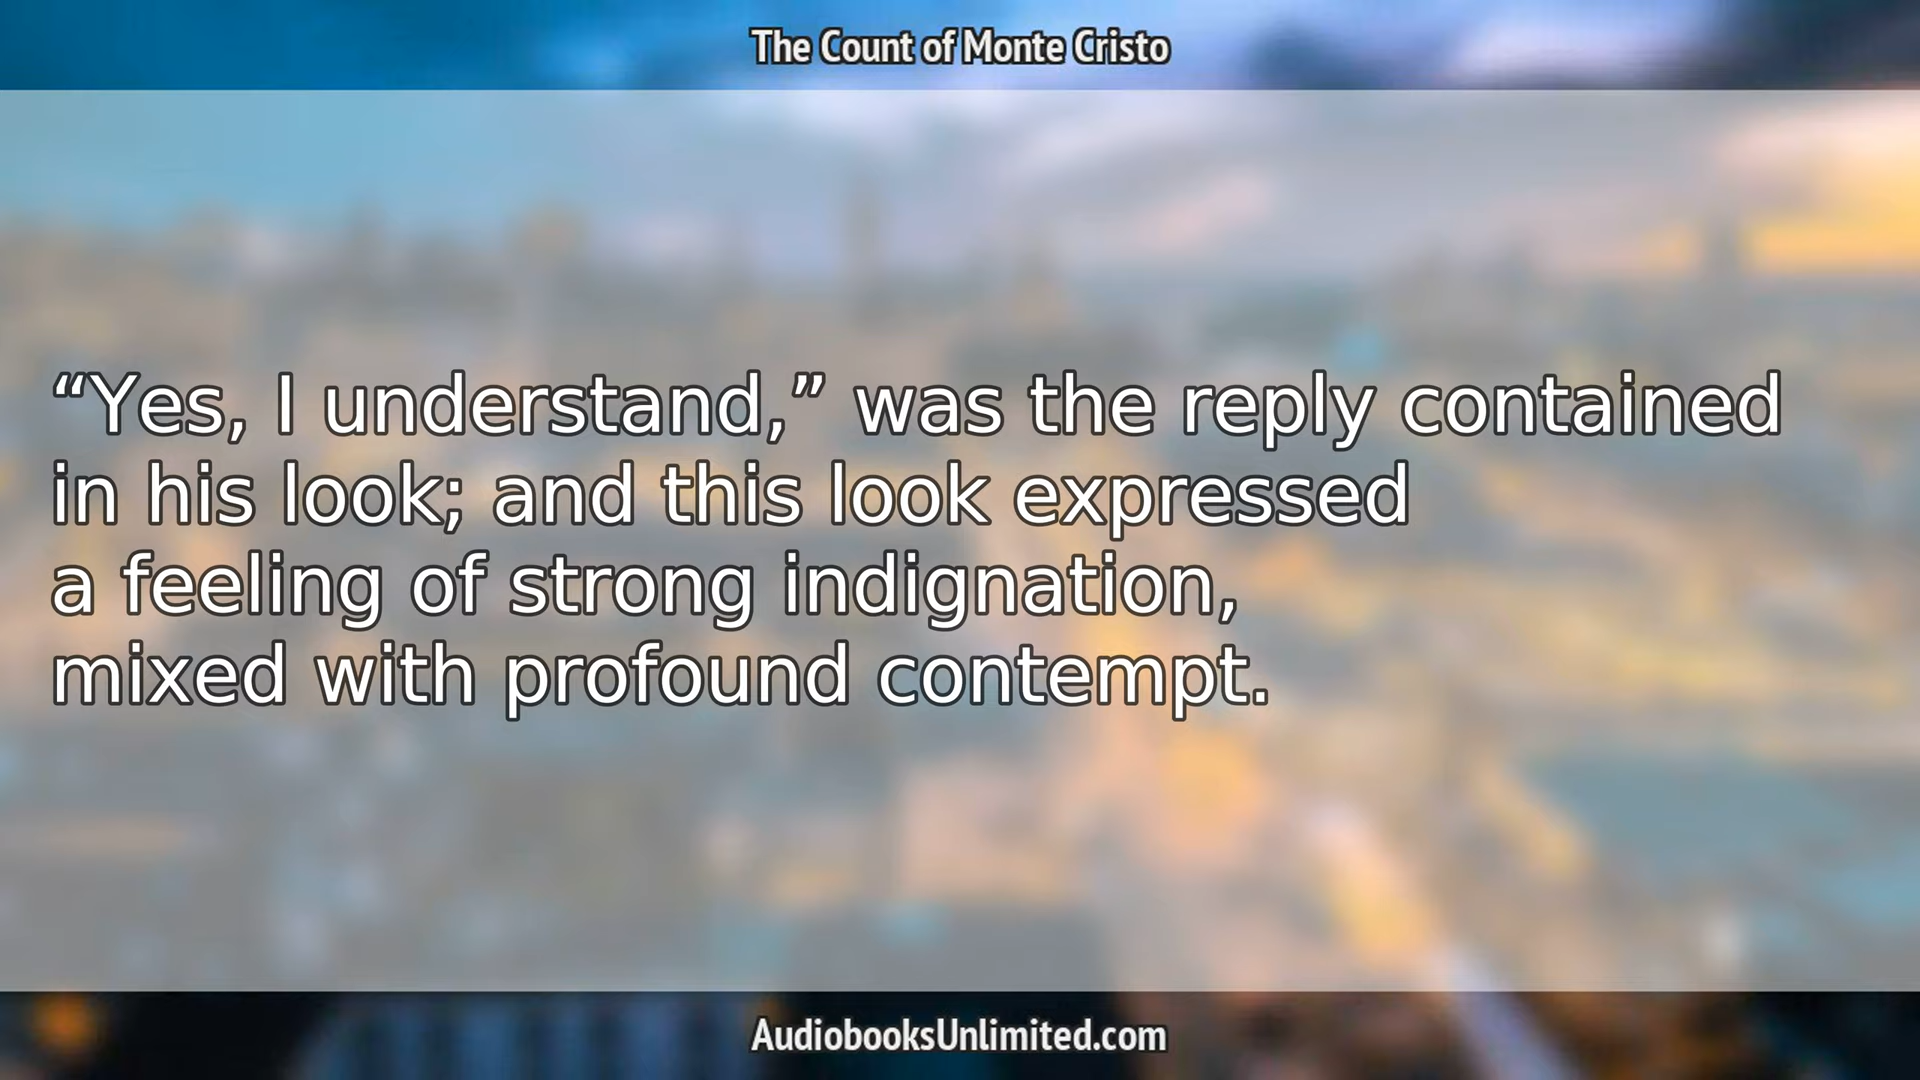 The Count of Monte Cristo
“Yes, I understand,” was the reply contained
in his look; and this look expressed
a feeling of strong indignation,
mixed with profound contempt.
AudiobooksUnlimited.com